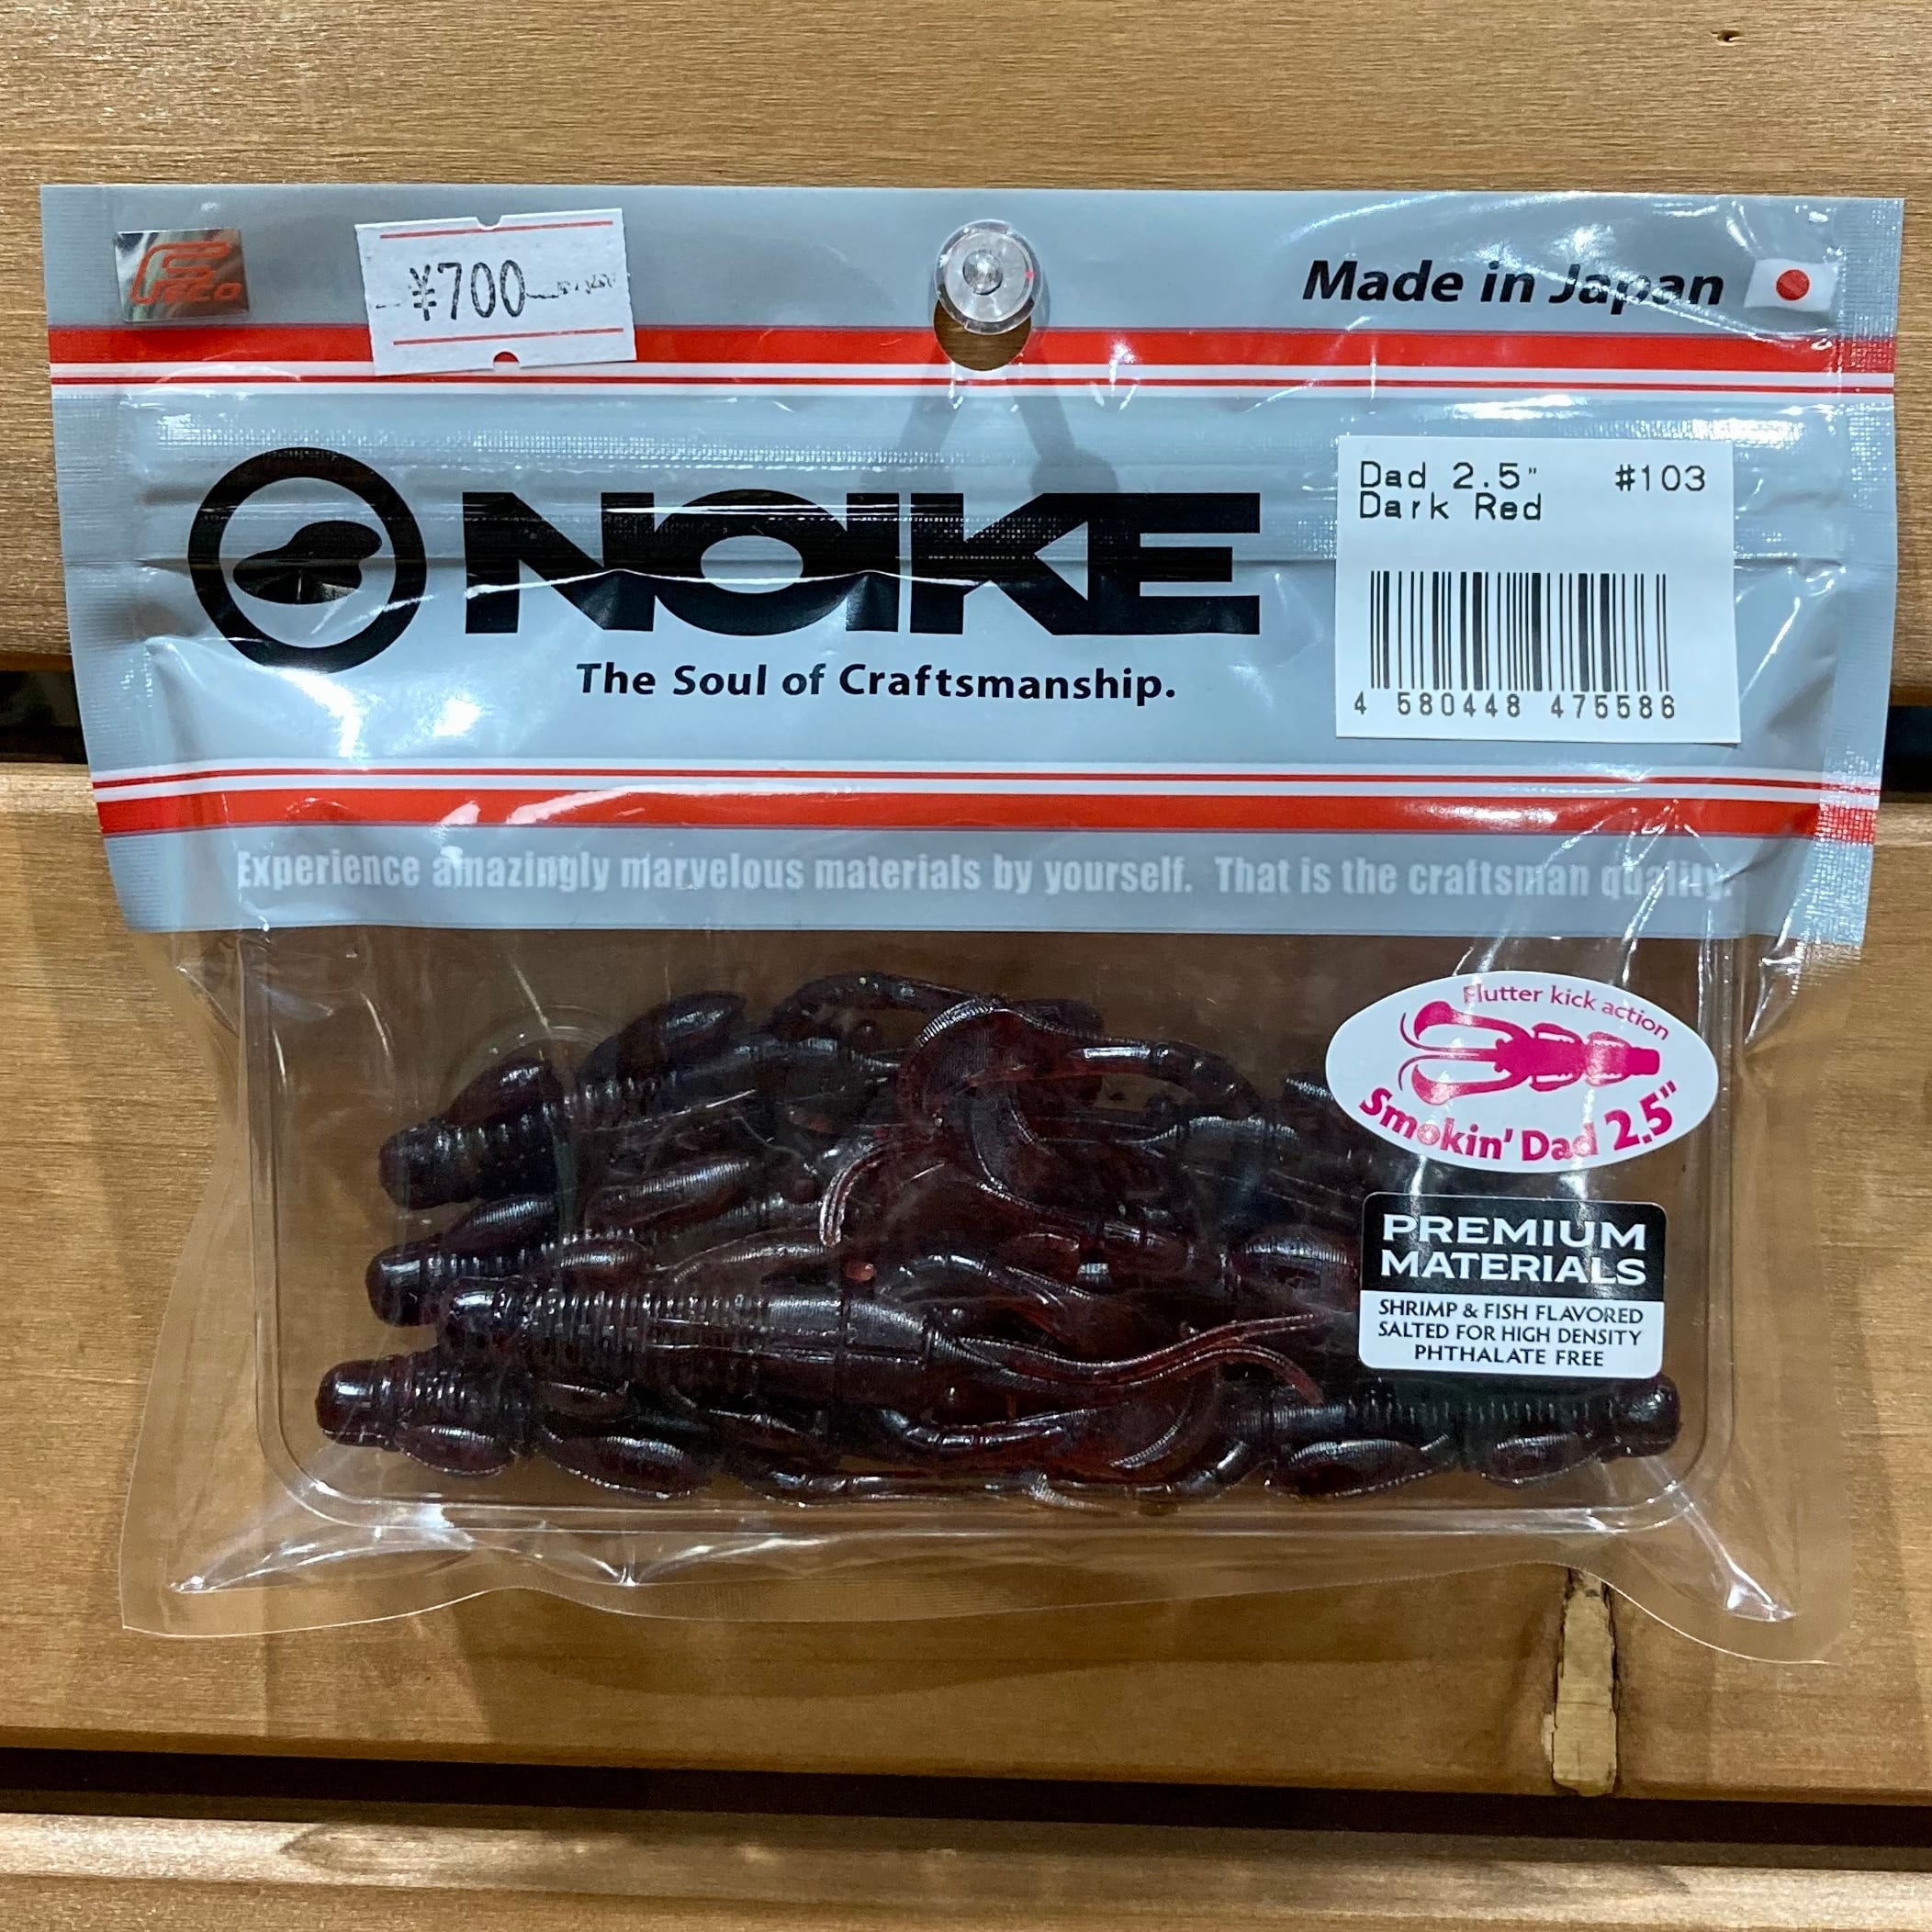 Feco
¥700
Made in Japan
NOIKE
The Soul of Craftsmanship.
Dad 2.5" #103
Dark Red
4 580448 475586
Experience amazingly marvelous materials by yourself. That is the craftsman quality.
Flutter kick action
Smokin' Dad 2.5"
PREMIUM
MATERIALS
SHRIMP & FISH FLAVORED
SALTED FOR HIGH DENSITY
PHTHALATE FREE